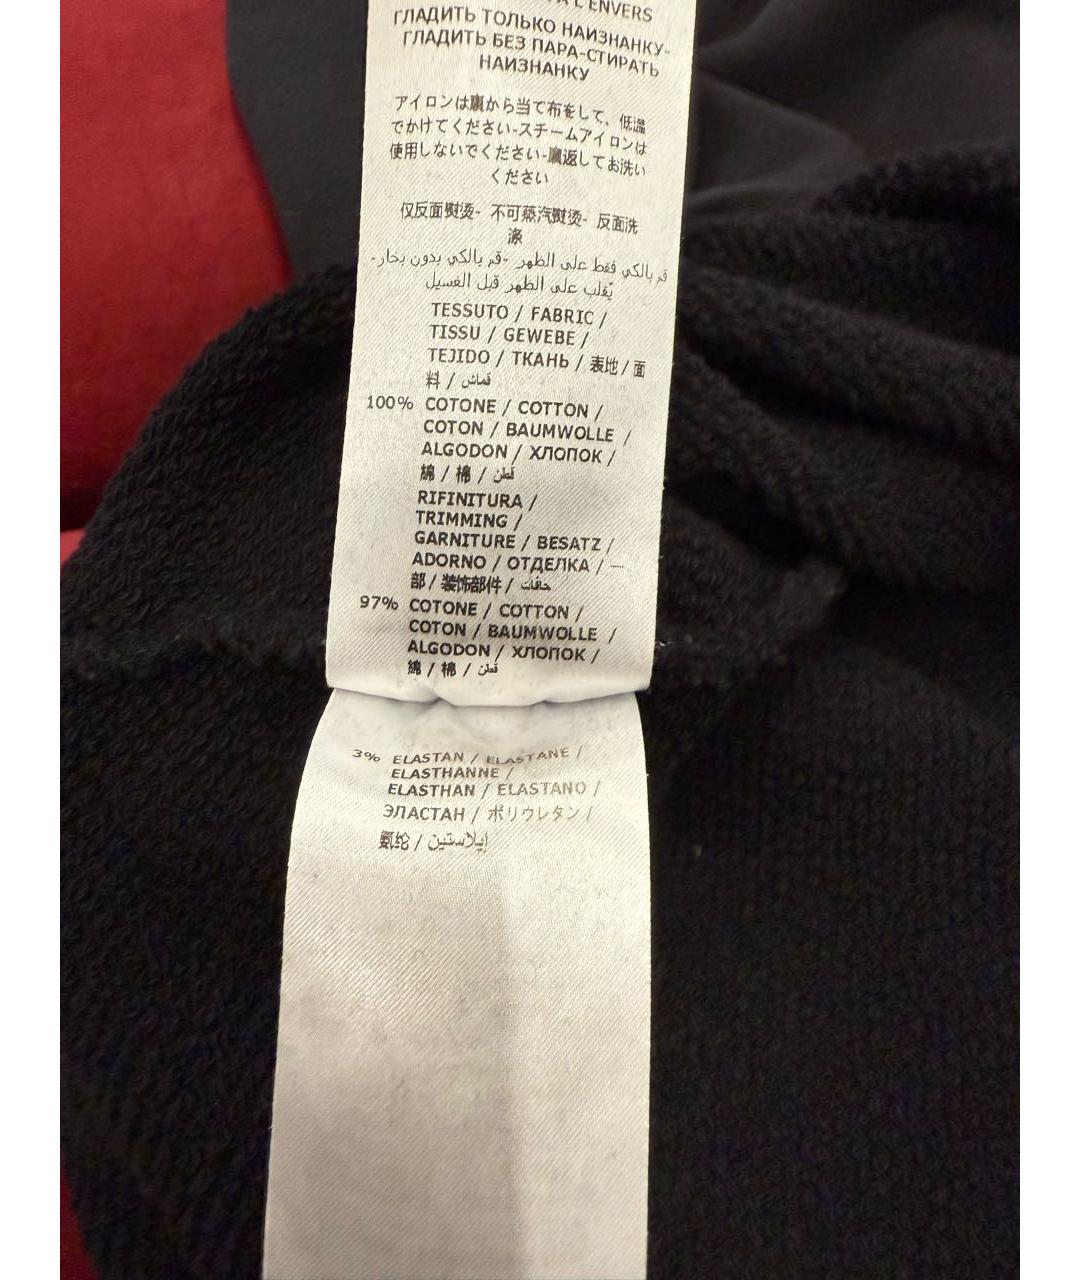 À L'ENVERS
ГЛАДИТЬ ТОЛЬКО НАИЗНАНКУ-
ГЛАДИТЬ БЕЗ ПАРА-СТИРАТЬ
НАИЗНАНКУ
アイロンは裏から当て布をして、低温
でかけてください-スチームアイロンは
使用しないでください-裏返してお洗い
ください
仅反面熨烫- 不可蒸汽熨烫- 反面洗
涤
قم بالكي فقط على الظهر -قم بالكي بدون بخار-
يُقلب على الظهر قبل الغسيل
TESSUTO / FABRIC /
TISSU / GEWEBE /
TEJIDO / ТКАНЬ / 表地 / 面
料 / قماش
100% COTONE / COTTON /
COTON / BAUMWOLLE /
ALGODON / ХЛОПОК /
綿 / 棉 / قطن
RIFINITURA /
TRIMMING /
GARNITURE / BESATZ /
ADORNO / ОТДЕЛКА / 一
部 / 装饰部件 / حافات
97% COTONE / COTTON /
COTON / BAUMWOLLE /
ALGODON / ХЛОПОК /
綿 / 棉 / قطن
3% ELASTAN / ELASTANE /
ELASTHANNE /
ELASTHAN / ELASTANO /
ЭЛАСТАН / ポリウレタン /
氨纶 / إيلاستين